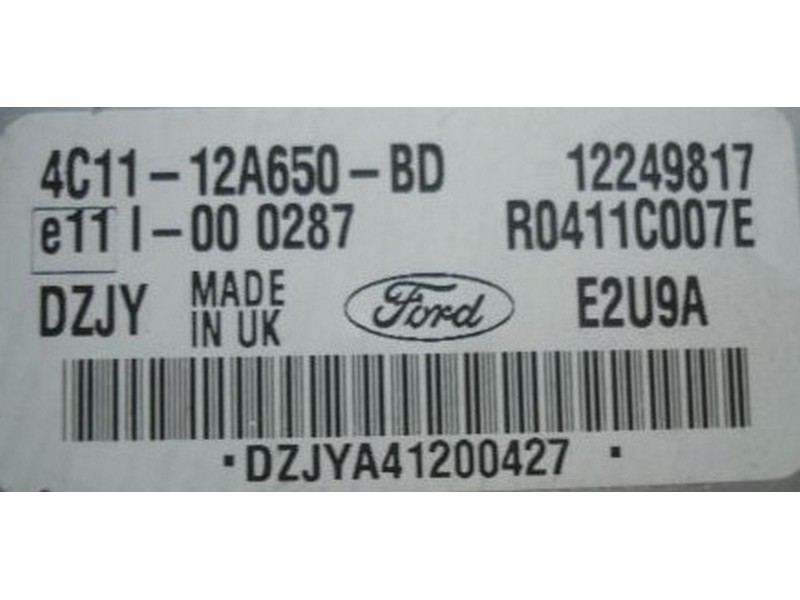 4C11-12A650-BD 12249817
e11 I-00 0287 R0411C007E
DZJY MADE IN UK Ford E2U9A
·DZJYA41200427 ·